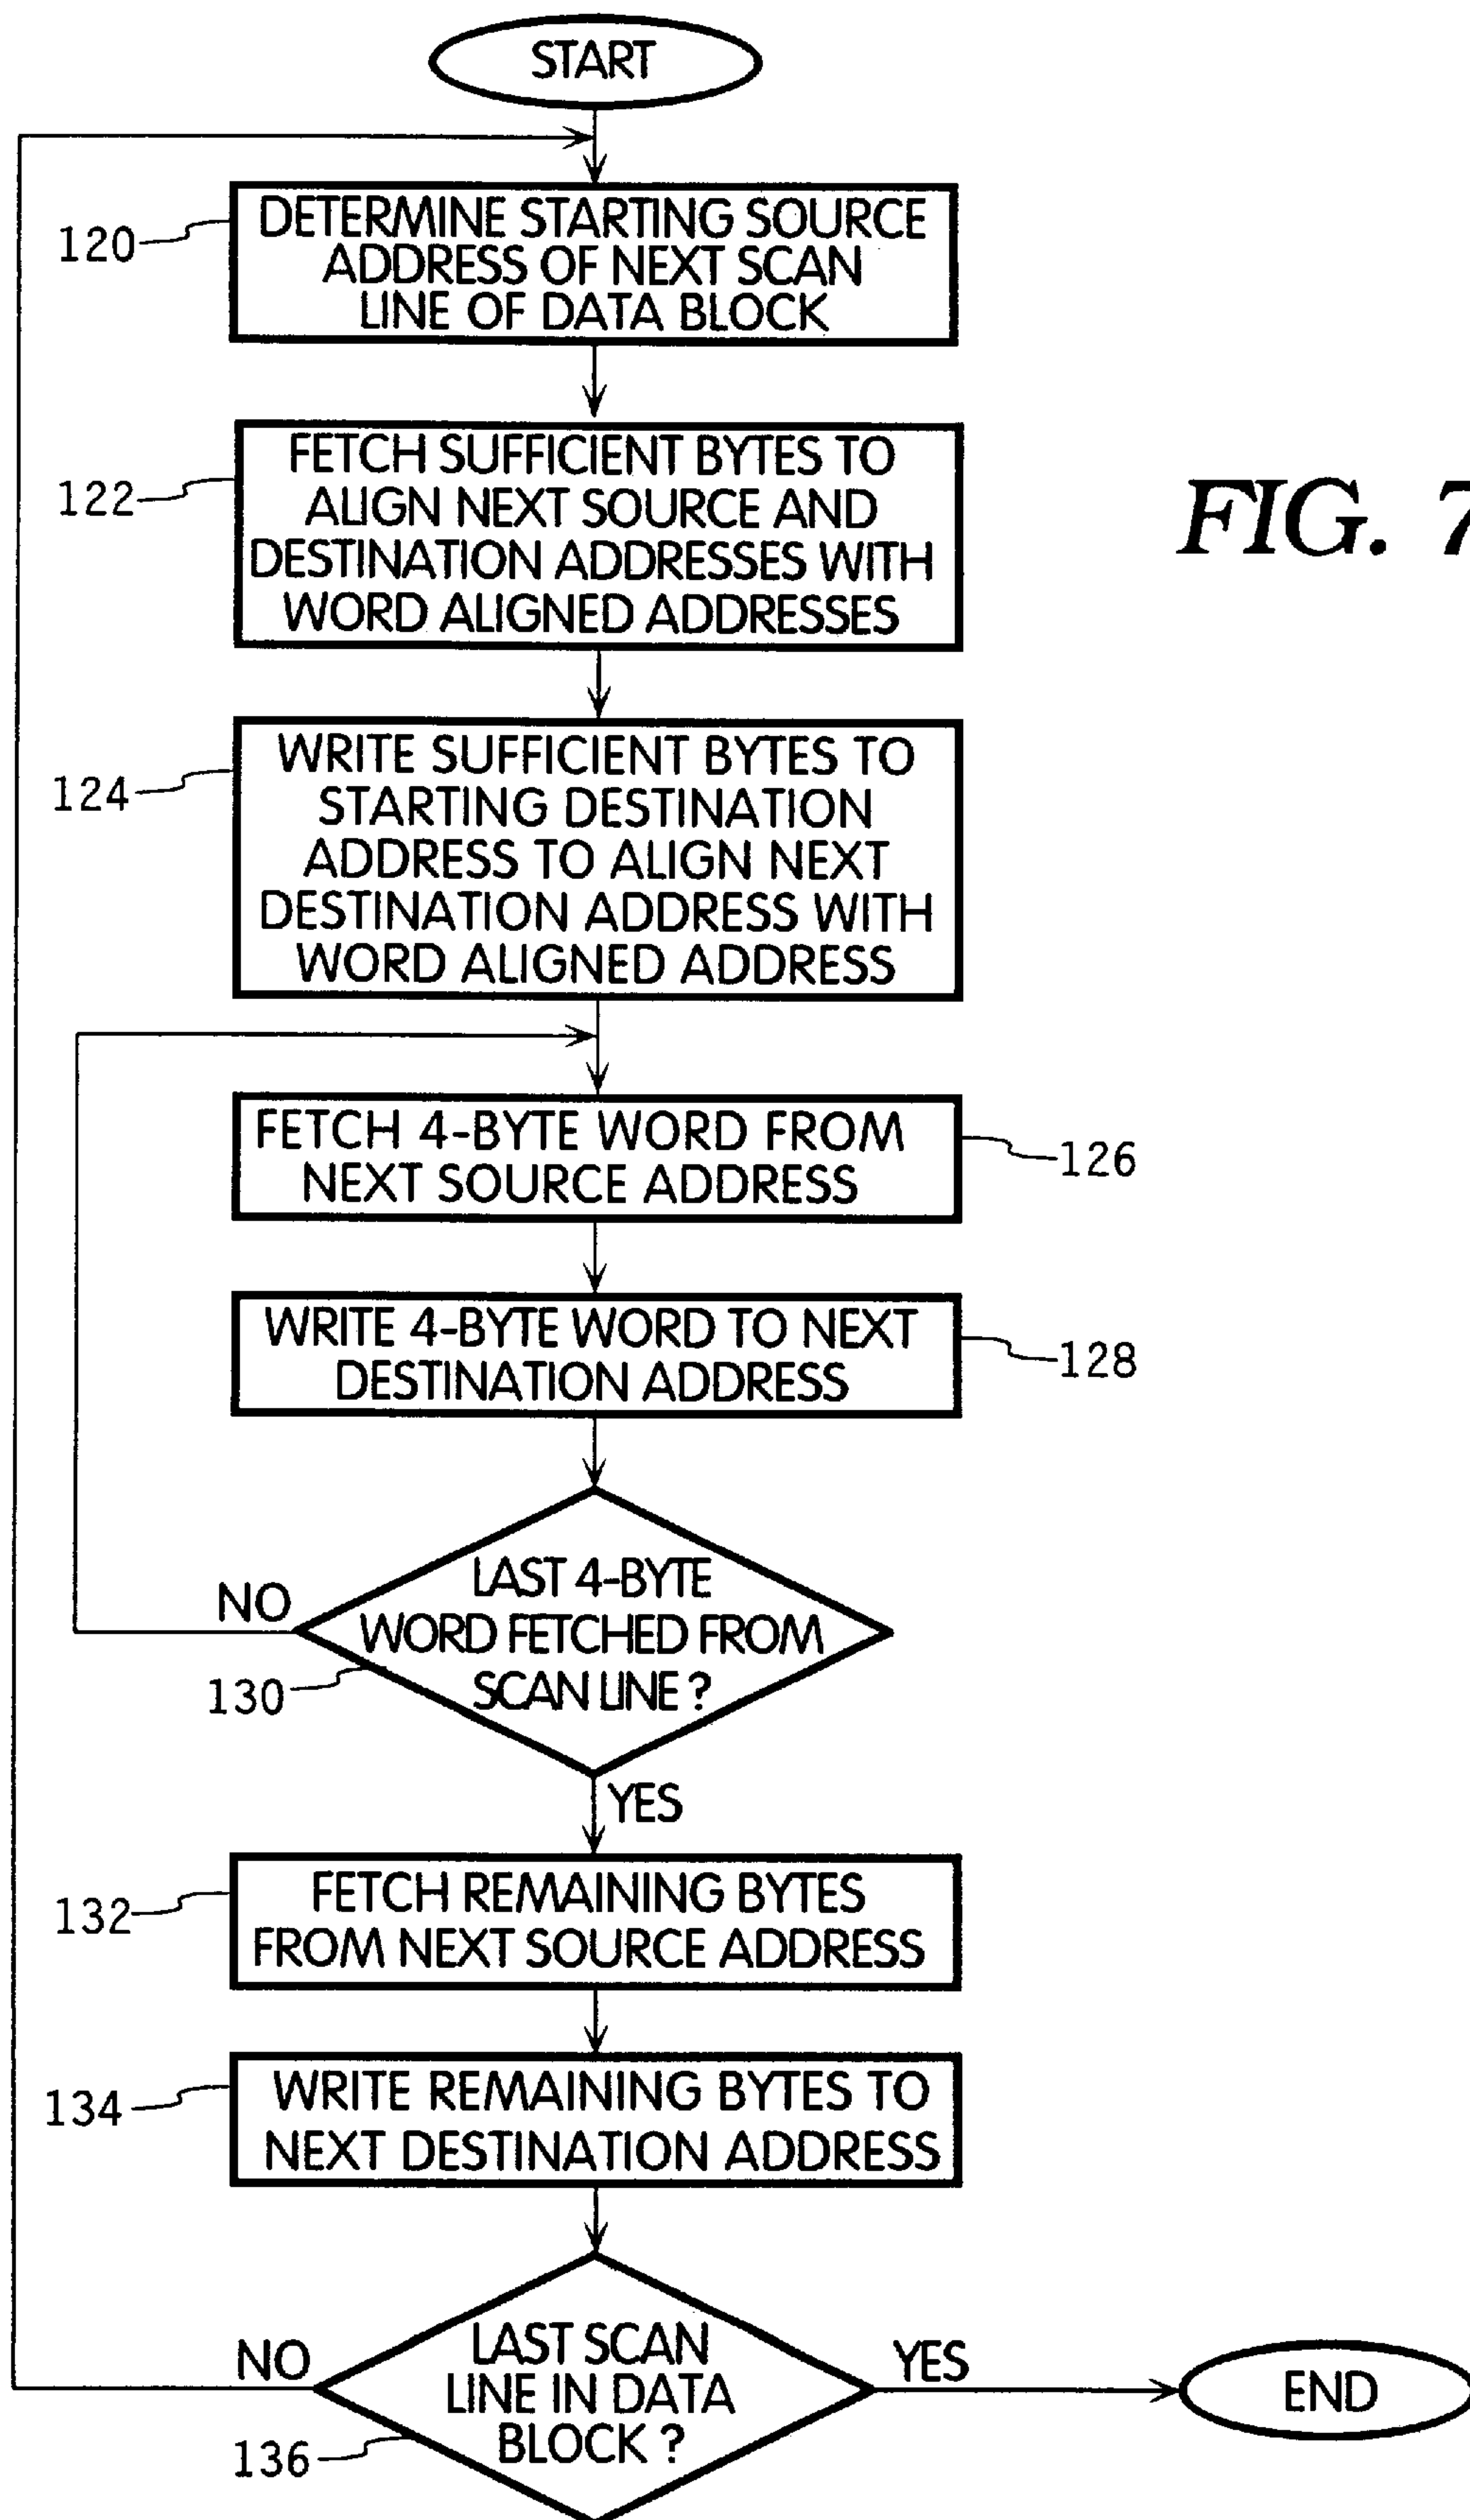 START
120
DETERMINE STARTING SOURCE
ADDRESS OF NEXT SCAN
LINE OF DATA BLOCK
122
FETCH SUFFICIENT BYTES TO
ALIGN NEXT SOURCE AND
DESTINATION ADDRESSES WITH
WORD ALIGNED ADDRESSES
FIG. 7
124
WRITE SUFFICIENT BYTES TO
STARTING DESTINATION
ADDRESS TO ALIGN NEXT
DESTINATION ADDRESS WITH
WORD ALIGNED ADDRESS
FETCH 4-BYTE WORD FROM
NEXT SOURCE ADDRESS
126
WRITE 4-BYTE WORD TO NEXT
DESTINATION ADDRESS
128
LAST 4-BYTE
WORD FETCHED FROM
SCAN LINE ?
NO
130
YES
132
FETCH REMAINING BYTES
FROM NEXT SOURCE ADDRESS
134
WRITE REMAINING BYTES TO
NEXT DESTINATION ADDRESS
NO
LAST SCAN
LINE IN DATA
BLOCK ?
136
YES
END